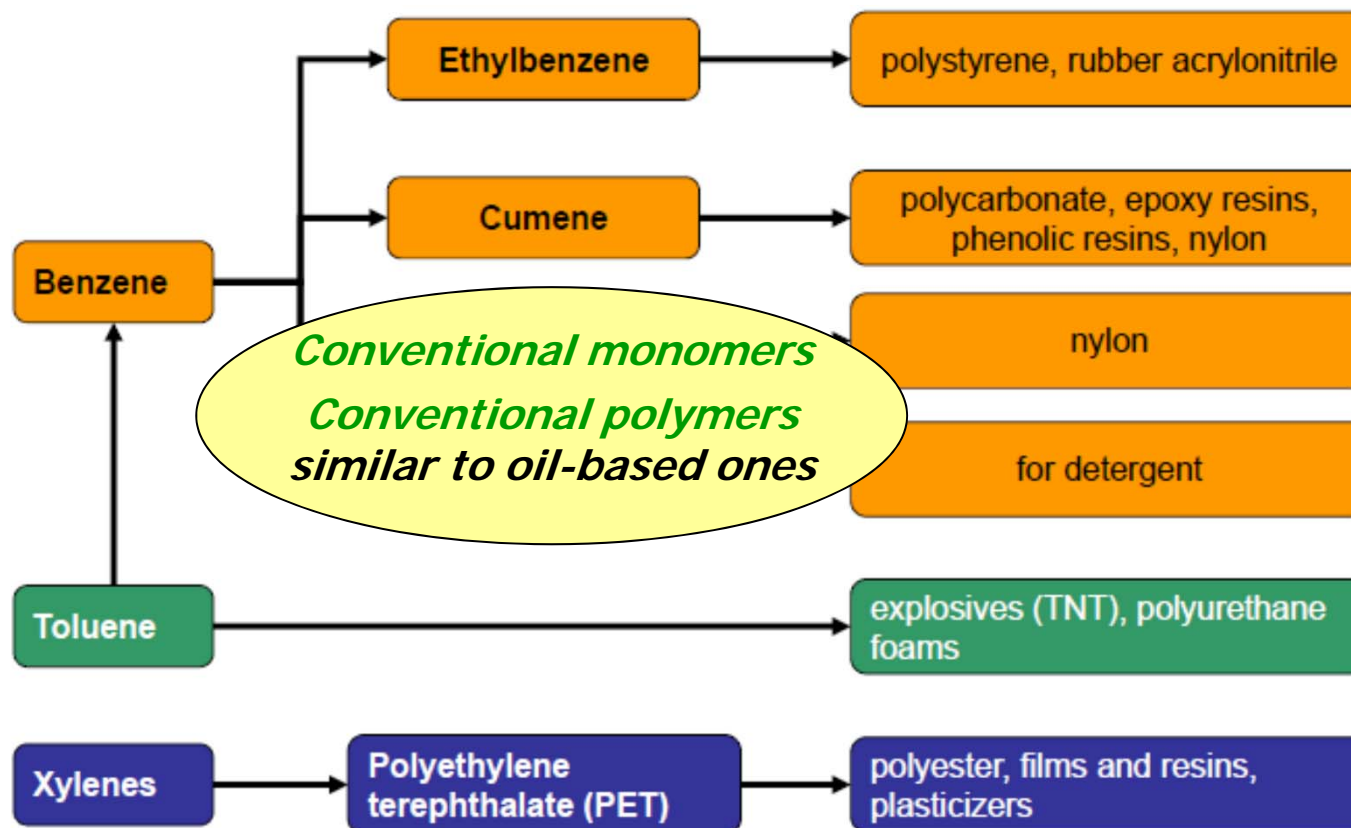 Ethylbenzene
polystyrene, rubber acrylonitrile
Cumene
polycarbonate, epoxy resins,
phenolic resins, nylon
Benzene
Conventional monomers
Conventional polymers
similar to oil-based ones
nylon
for detergent
Toluene
explosives (TNT), polyurethane
foams
Xylenes
Polyethylene
terephthalate (PET)
polyester, films and resins,
plasticizers